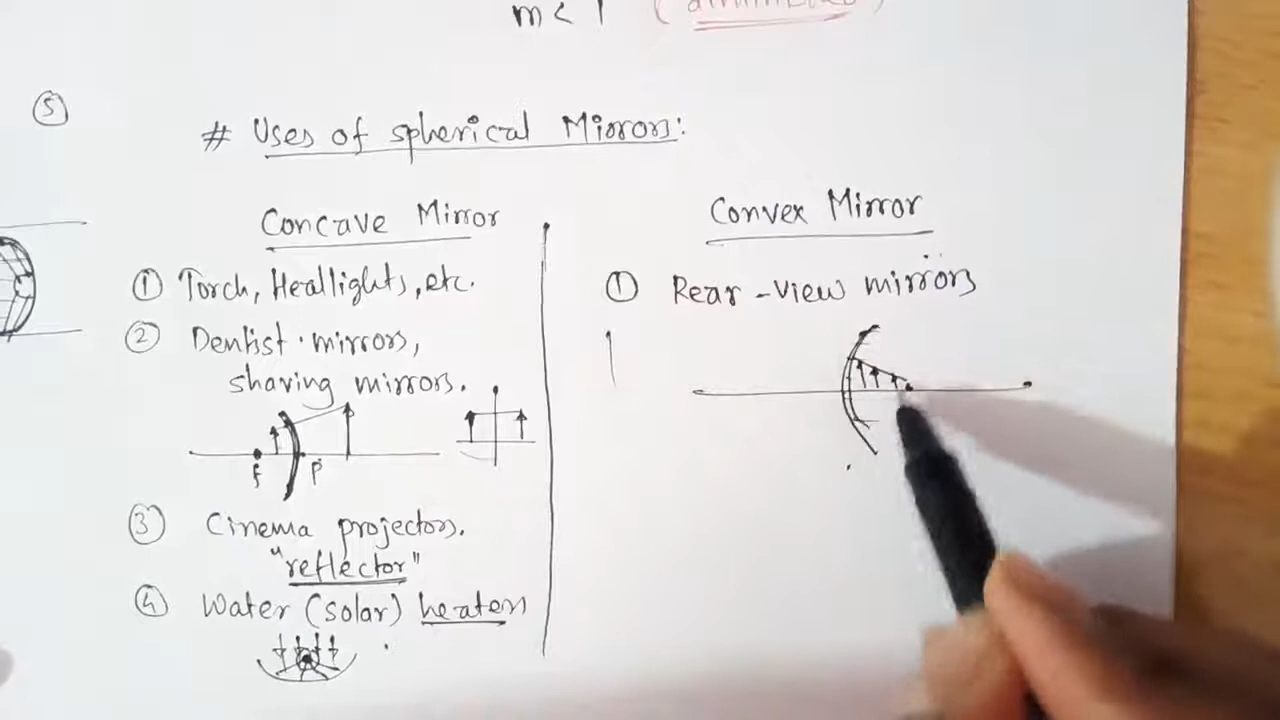 m < 1
5
# Uses of spherical Mirrors:
Concave Mirror
① Torch, Heallights, etc.
② Dentist mirrors,
shaving mirrors.
F P
③ Cinema projectors.
"reflector"
④ Water (solar) heaters
Convex Mirror
① Rear-view mirrors